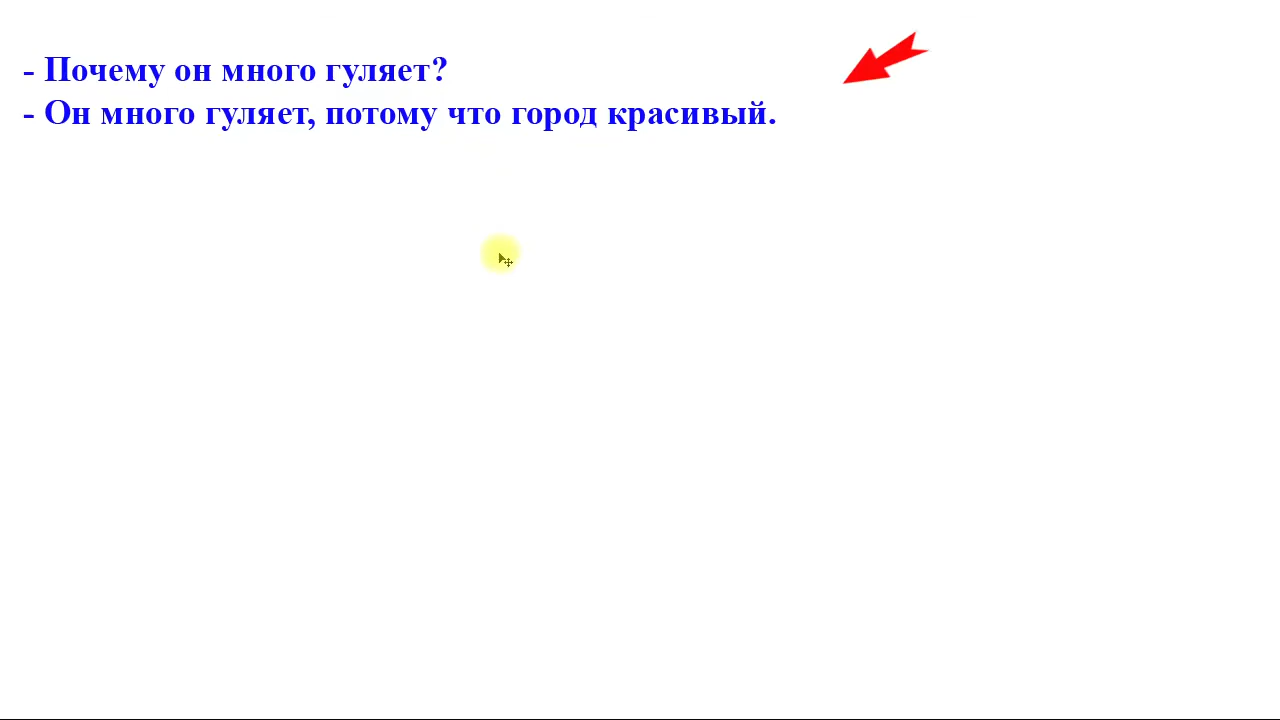 - Почему он много гуляет?
- Он много гуляет, потому что город красивый.